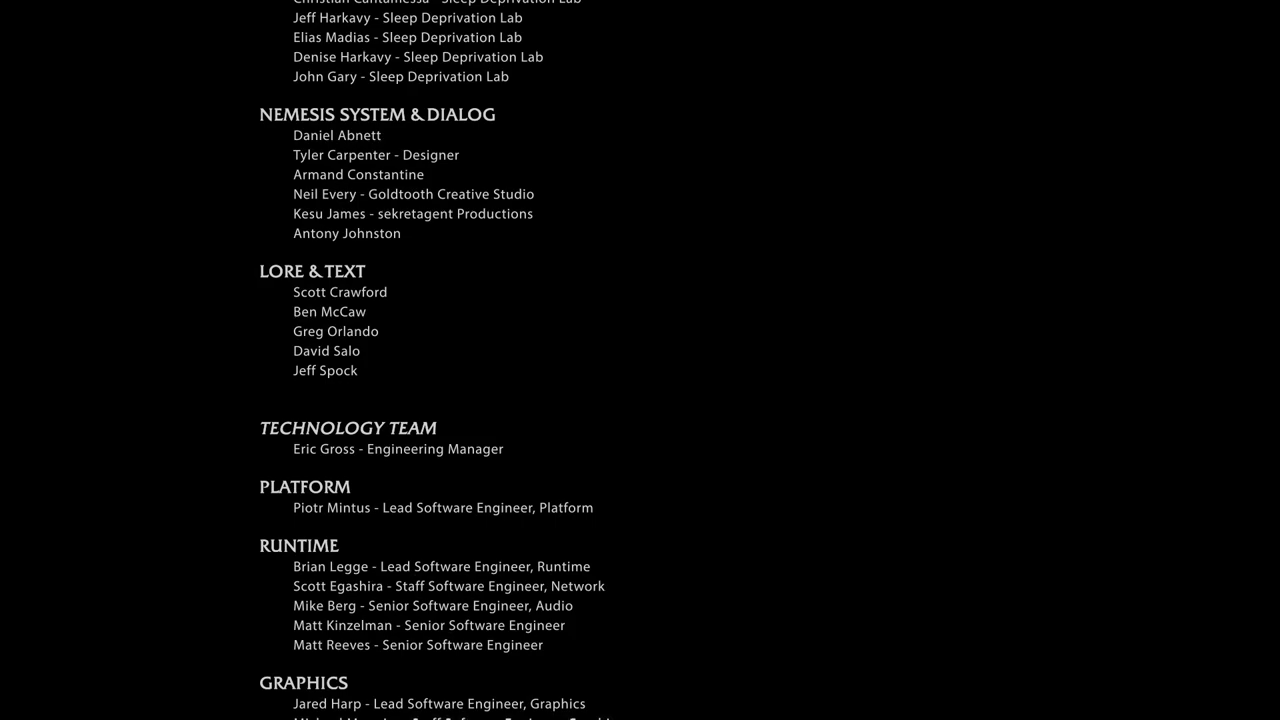 Jeff Harkavy - Sleep Deprivation Lab
Elias Madias - Sleep Deprivation Lab
Denise Harkavy - Sleep Deprivation Lab
John Gary - Sleep Deprivation Lab
NEMESIS SYSTEM & DIALOG
Daniel Abnett
Tyler Carpenter - Designer
Armand Constantine
Neil Every - Goldtooth Creative Studio
Kesu James - sekretagent Productions
Antony Johnston
LORE & TEXT
Scott Crawford
Ben McCaw
Greg Orlando
David Salo
Jeff Spock
TECHNOLOGY TEAM
Eric Gross - Engineering Manager
PLATFORM
Piotr Mintus - Lead Software Engineer, Platform
RUNTIME
Brian Legge - Lead Software Engineer, Runtime
Scott Egashira - Staff Software Engineer, Network
Mike Berg - Senior Software Engineer, Audio
Matt Kinzelman - Senior Software Engineer
Matt Reeves - Senior Software Engineer
GRAPHICS
Jared Harp - Lead Software Engineer, Graphics